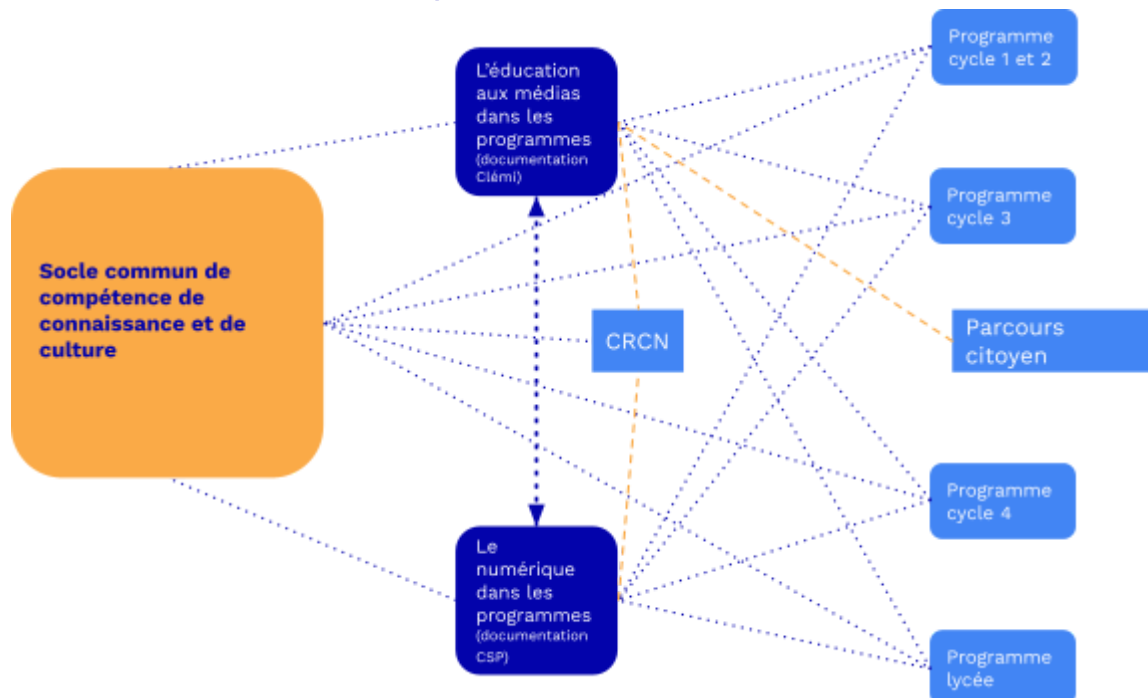 Socle commun de
compétence de
connaissance et de
culture
L'éducation
aux médias
dans les
programmes
(documentation
Clémi)
CRCN
Le
numérique
dans les
programmes
(documentation
CSP)
Programme
cycle 1 et 2
Programme
cycle 3
Parcours
citoyen
Programme
cycle 4
Programme
lycée